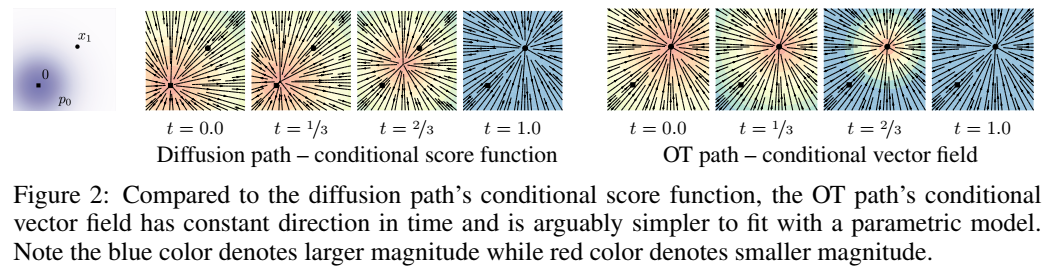 x₁
0
p₀
t = 0.0 t = 1/3 t = 2/3 t = 1.0 t = 0.0 t = 1/3 t = 2/3 t = 1.0
Diffusion path – conditional score function OT path – conditional vector field
Figure 2: Compared to the diffusion path's conditional score function, the OT path's conditional
vector field has constant direction in time and is arguably simpler to fit with a parametric model.
Note the blue color denotes larger magnitude while red color denotes smaller magnitude.